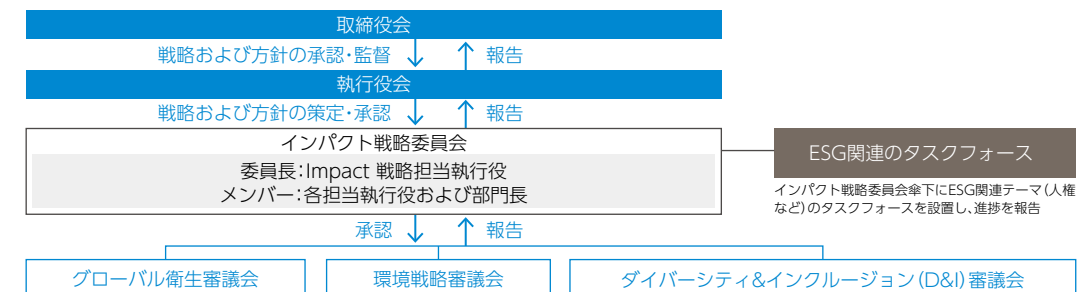 取締役会
戦略および方針の承認・監督 ↓ ↑ 報告
執行役会
戦略および方針の策定・承認 ↓ ↑ 報告
インパクト戦略委員会
委員長：Impact 戦略担当執行役
メンバー：各担当執行役および部門長
ESG関連のタスクフォース
インパクト戦略委員会傘下にESG関連テーマ（人権
など）のタスクフォースを設置し、進捗を報告
承認 ↓ ↑ 報告
グローバル衛生審議会
環境戦略審議会
ダイバーシティ&インクルージョン（D&I）審議会